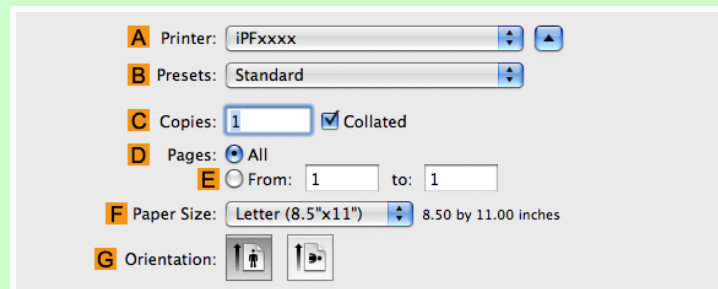 A Printer: iPFxxxx
B Presets: Standard
C Copies: 1 Collated
D Pages: All
E From: 1 to: 1
F Paper Size: Letter (8.5"x11") 8.50 by 11.00 inches
G Orientation: